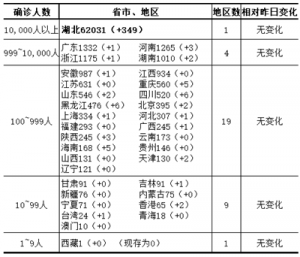 确诊人数 省市、地区 地区数 相对昨日变化
10,000人以上 湖北62031(+349) 1 无变化
999~10,000人 广东1332(+1) 河南1265(+3) 4 无变化
浙江1175(+1) 湖南1010(+2)
100~999人 19 无变化
安徽987(+1) 江西934(+0)
江苏631(+0) 重庆560(+5)
山东546(+2) 四川520(+6)
黑龙江476(+6) 北京395(+2)
上海334(+1) 河北307(+1)
福建293(+0) 广西245(+1)
陕西245(+3) 云南173(+0)
海南168(+5) 贵州146(+0)
山西131(+0) 天津130(+2)
辽宁121(+0)
10~99人 9 无变化
甘肃91(+0) 吉林91(+1)
新疆76(+0) 内蒙古75(+0)
宁夏71(+0) 香港65(+2)
台湾24(+1) 青海18(+0)
澳门10(+0)
1~9人 西藏1(+0) (现存为0) 1 无变化